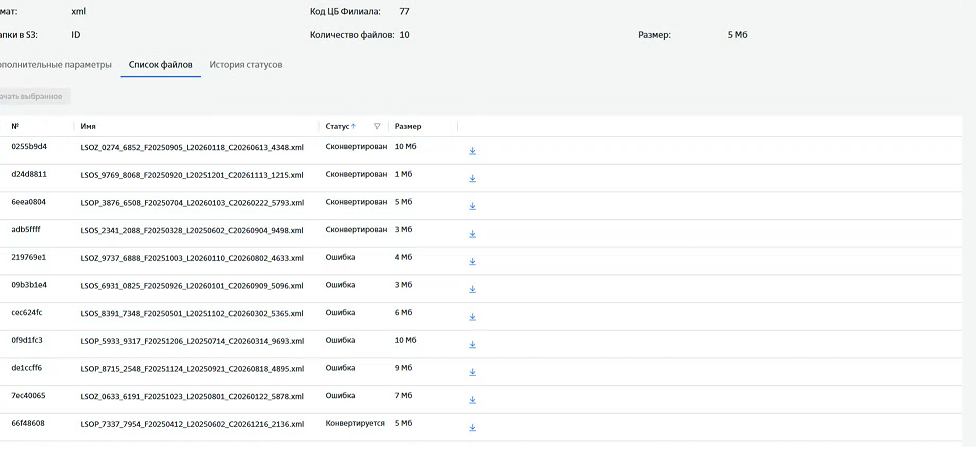 мат: xml Код ЦБ Филиала: 77
апки в S3: ID Количество файлов: 10 Размер: 5 Мб
ополнительные параметры Список файлов История статусов
ачать выбранное
№ Имя Статус Размер
0255b9d4 LSOZ_0274_6852_F20250905_L20260118_C20260613_4348.xml Сконвертирован 10 Мб
d24d8811 LSOS_9769_8068_F20250920_L20251201_C20261113_1215.xml Сконвертирован 1 Мб
6eea0804 LSOP_3876_6508_F20250704_L20260103_C20260222_5793.xml Сконвертирован 5 Мб
adb5ffff LSOS_2341_2088_F20250328_L20250602_C20260904_9498.xml Сконвертирован 3 Мб
219769e1 LSOZ_9737_6888_F20251003_L20260110_C20260802_4633.xml Ошибка 4 Мб
09b3b1e4 LSOS_6931_0825_F20250926_L20260101_C20260909_5096.xml Ошибка 3 Мб
cec624fc LSOS_8391_7348_F20250501_L20251102_C20260302_5365.xml Ошибка 6 Мб
0f9d1fc3 LSOP_5933_9317_F20251206_L20250714_C20260314_9693.xml Ошибка 10 Мб
de1ccff6 LSOP_8715_2548_F20251124_L20250921_C20260818_4895.xml Ошибка 9 Мб
7ec40065 LSOZ_0633_6191_F20251023_L20250801_C20260122_5878.xml Ошибка 7 Мб
66f48608 LSOP_7337_7954_F20250412_L20250602_C20261216_2136.xml Конвертируется 5 Мб